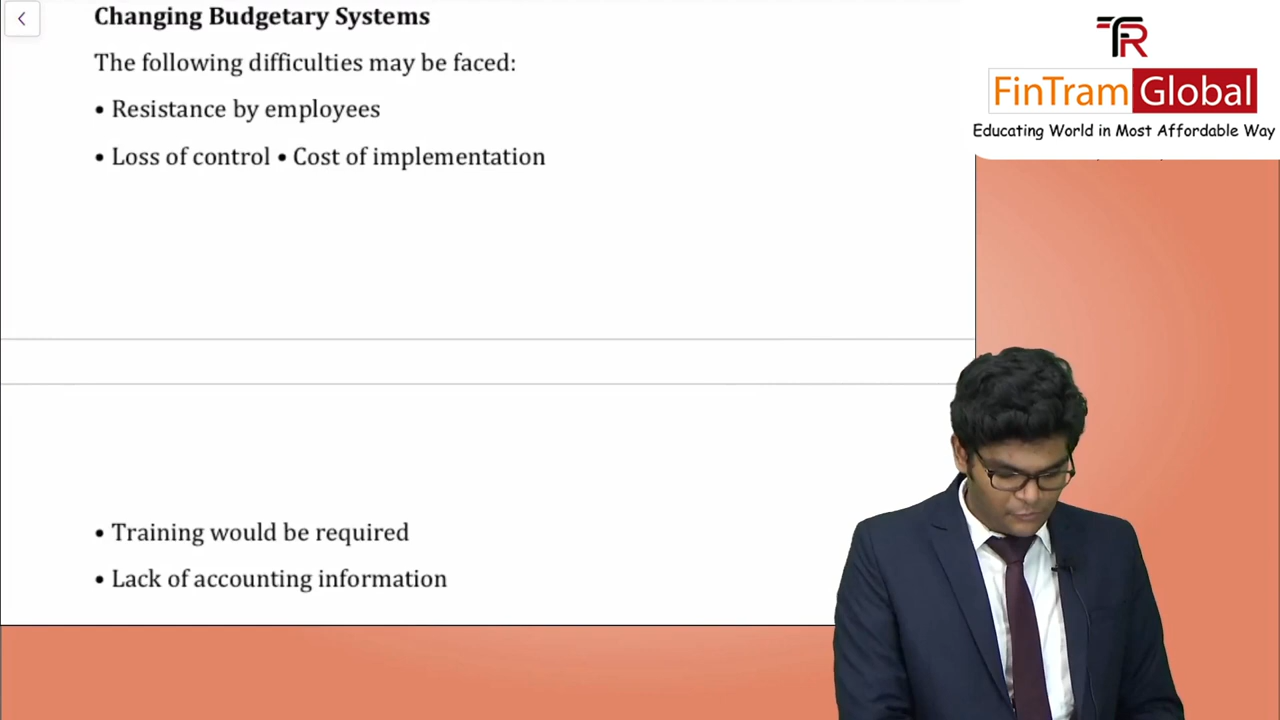 Changing Budgetary Systems
The following difficulties may be faced:
• Resistance by employees
• Loss of control • Cost of implementation
• Training would be required
• Lack of accounting information
TR
FinTram Global
Educating World in Most Affordable Way